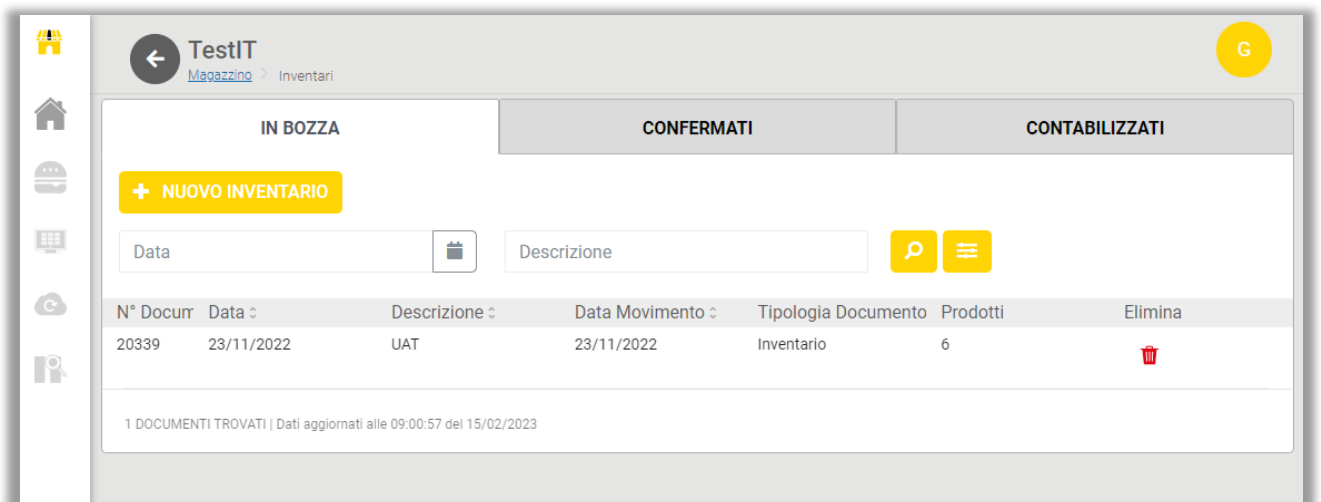 TestIT
G
Magazzino > Inventari
IN BOZZA CONFERMATI CONTABILIZZATI
+ NUOVO INVENTARIO
Data Descrizione
N° Docum Data Descrizione Data Movimento Tipologia Documento Prodotti Elimina
20339 23/11/2022 UAT 23/11/2022 Inventario 6
1 DOCUMENTI TROVATI | Dati aggiornati alle 09:00:57 del 15/02/2023